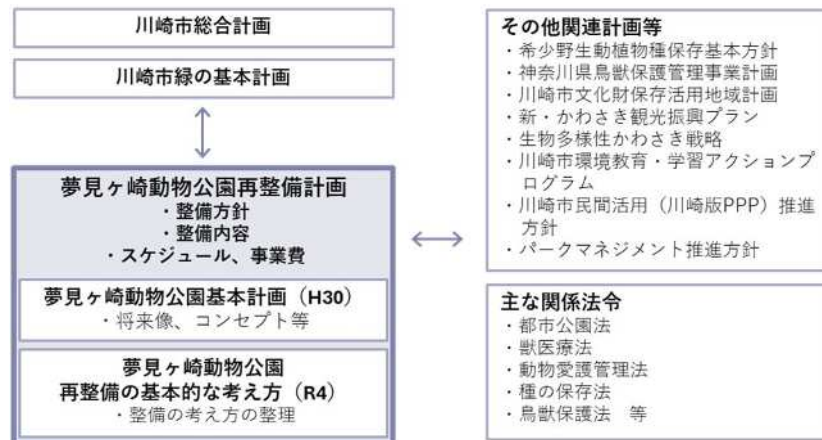 川崎市総合計画
川崎市緑の基本計画
夢見ヶ崎動物公園再整備計画
・整備方針
・整備内容
・スケジュール、事業費
夢見ヶ崎動物公園基本計画（H30）
・将来像、コンセプト等
夢見ヶ崎動物公園
再整備の基本的な考え方（R4）
・整備の考え方の整理
その他関連計画等
・希少野生動植物種保存基本方針
・神奈川県鳥獣保護管理事業計画
・川崎市文化財保存活用地域計画
・新・かわさき観光振興プラン
・生物多様性かわさき戦略
・川崎市環境教育・学習アクションプ
ログラム
・川崎市民間活用（川崎版PPP）推進
方針
・パークマネジメント推進方針
主な関係法令
・都市公園法
・獣医療法
・動物愛護管理法
・種の保存法
・鳥獣保護法　等